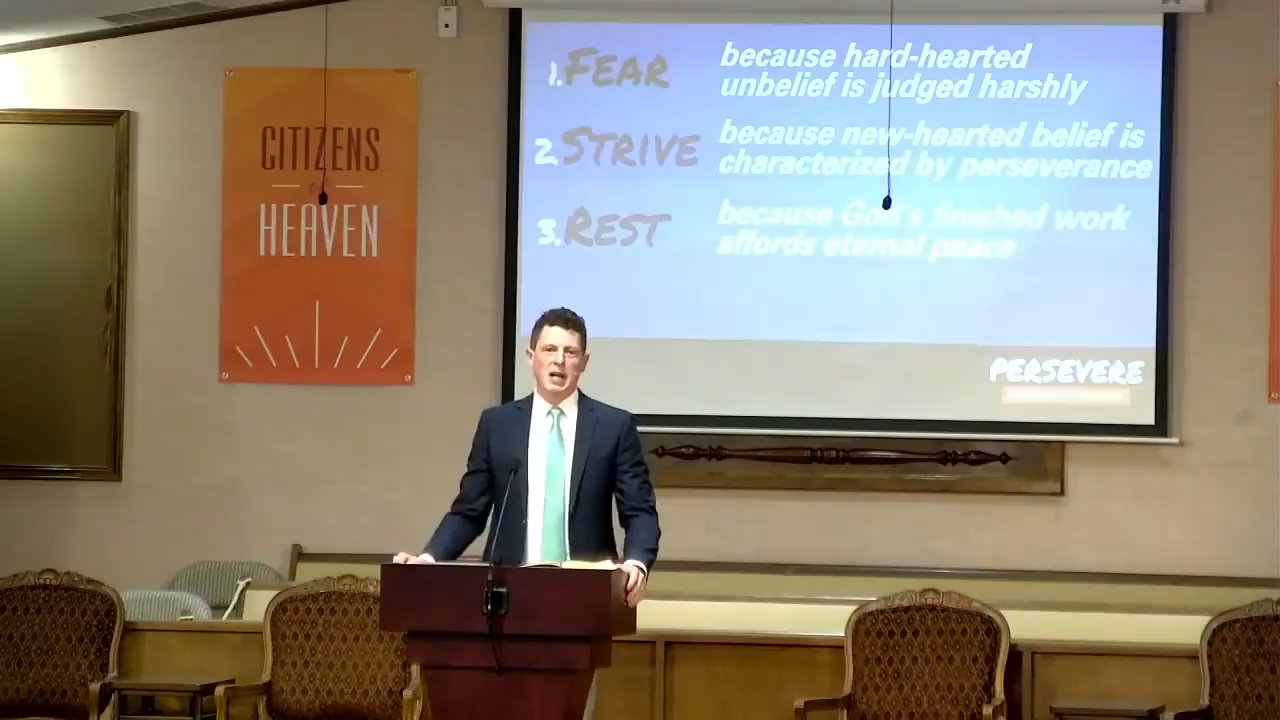 CITIZENS
HEAVEN
1. FEAR
because hard-hearted
unbelief is judged harshly
2. STRIVE
because new-hearted belief is
characterized by perseverance
3. REST
because God's finished work
affords eternal peace
PERSEVERE